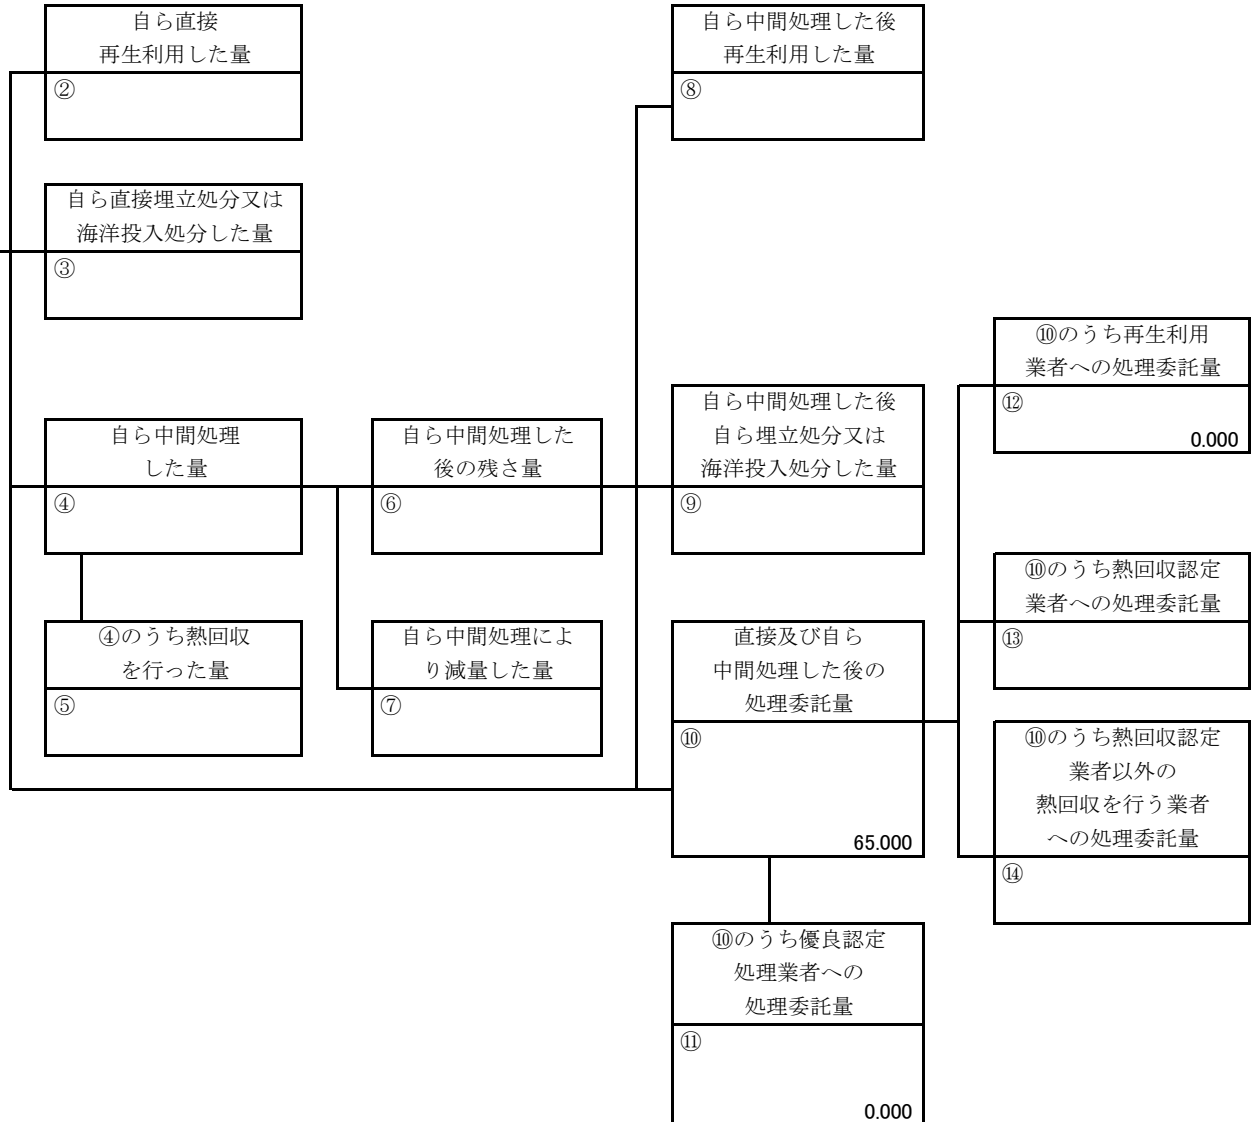 自ら直接
再生利用した量
②
自ら中間処理した後
再生利用した量
⑧
自ら直接埋立処分又は
海洋投入処分した量
③
⑩のうち再生利用
業者への処理委託量
⑫
0.000
自ら中間処理
した量
④
自ら中間処理した
後の残さ量
⑥
自ら中間処理した後
自ら埋立処分又は
海洋投入処分した量
⑨
⑩のうち熱回収認定
業者への処理委託量
⑬
④のうち熱回収
を行った量
⑤
自ら中間処理によ
り減量した量
⑦
直接及び自ら
中間処理した後の
処理委託量
⑩
65.000
⑩のうち熱回収認定
業者以外の
熱回収を行う業者
への処理委託量
⑭
⑩のうち優良認定
処理業者への
処理委託量
⑪
0.000